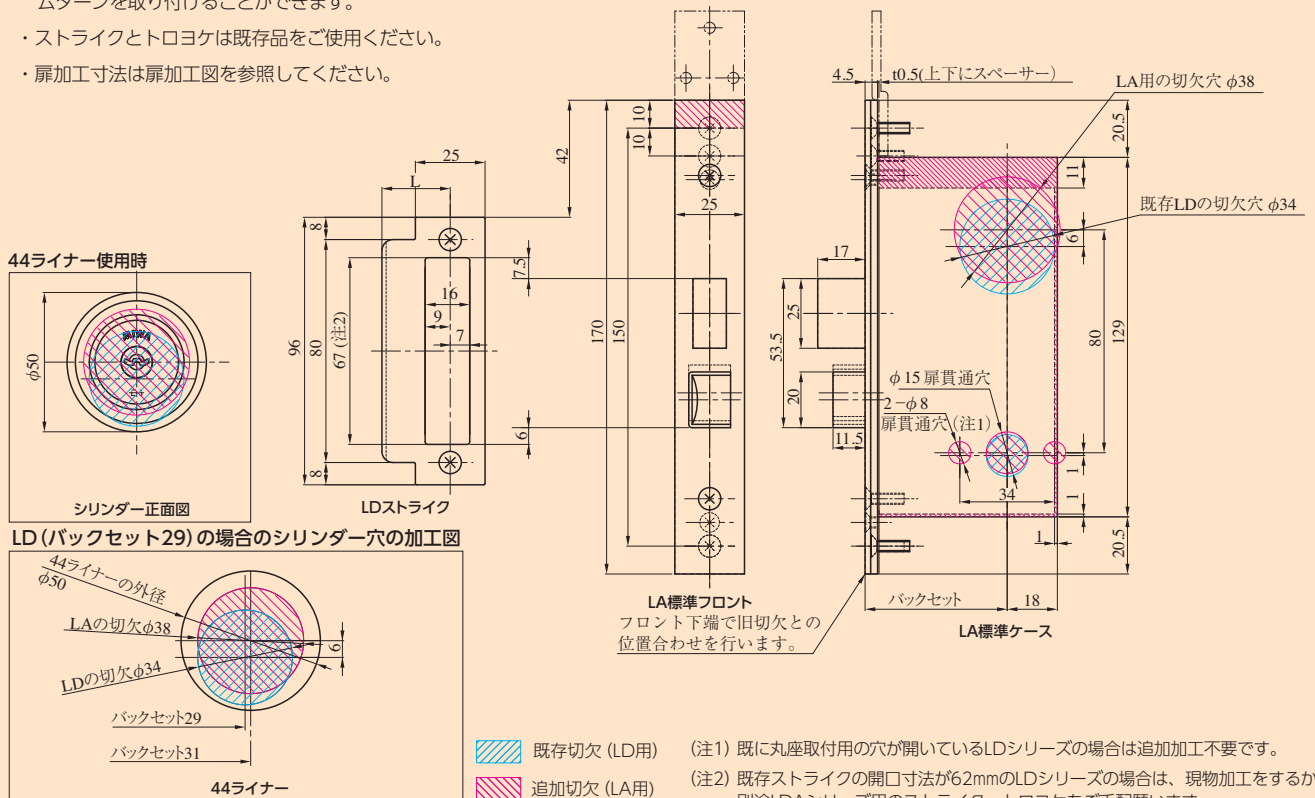 ムターンを取り付けることができます。
・ストライクとトロヨケは既存品をご使用ください。
・扉加工寸法は扉加工図を参照してください。
44ライナー使用時
φ50
MIWA
シリンダー正面図
25
L
8
96
80
67 (注2)
16
9
7
8
LDストライク
42
10
10
25
7.5
170
150
6
LA標準フロント
フロント下端で旧切欠との
位置合わせを行います。
4.5
t0.5(上下にスペーサー)
LA用の切欠穴 φ38
20.5
11
既存LDの切欠穴 φ34
6
17
25
53.5
20
11.5
80
129
φ15 扉貫通穴
2-φ8
扉貫通穴 (注1)
34
1
1
1
20.5
バックセット
18
LA標準ケース
LD (バックセット29) の場合のシリンダー穴の加工図
44ライナーの外径
φ50
LAの切欠φ38
LDの切欠φ34
6
バックセット29
バックセット31
44ライナー
既存切欠 (LD用)
追加切欠 (LA用)
(注1) 既に丸座取付用の穴が開いているLDシリーズの場合は追加加工不要です。
(注2) 既存ストライクの開口寸法が62mmのLDシリーズの場合は、現物加工をするか